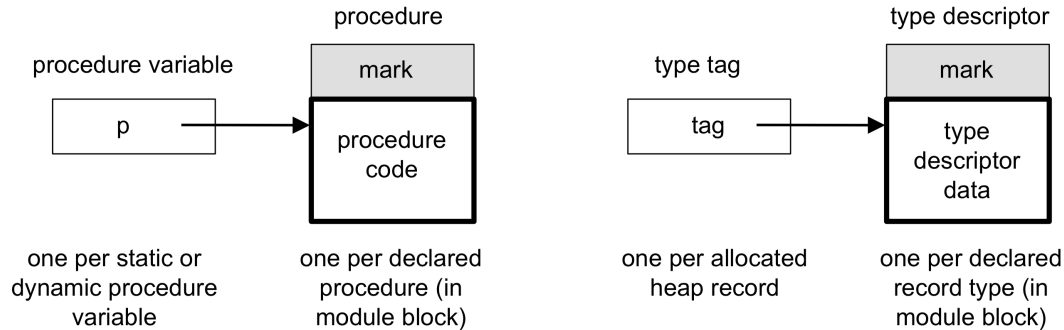 procedure
procedure variable
mark
p
procedure
code
one per static or
dynamic procedure
variable
one per declared
procedure (in
module block)
type descriptor
type tag
mark
tag
type
descriptor
data
one per allocated
heap record
one per declared
record type (in
module block)